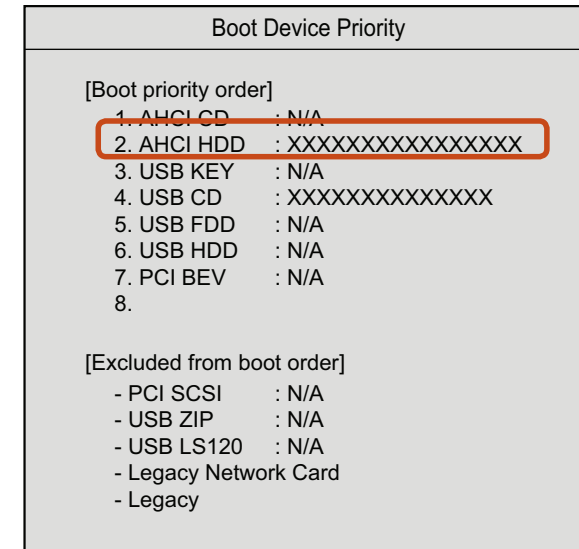 Boot Device Priority
[Boot priority order]
1. AHCI CD : N/A
2. AHCI HDD : XXXXXXXXXXXXXXXX
3. USB KEY : N/A
4. USB CD : XXXXXXXXXXXXXX
5. USB FDD : N/A
6. USB HDD : N/A
7. PCI BEV : N/A
8.
[Excluded from boot order]
- PCI SCSI : N/A
- USB ZIP : N/A
- USB LS120 : N/A
- Legacy Network Card
- Legacy